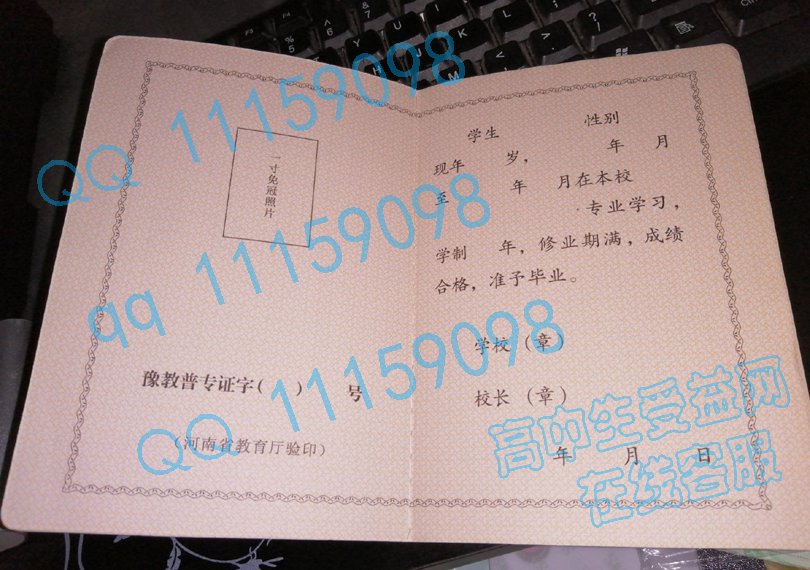 一寸免冠照片
豫教普专证字( ) 号
(河南省教育厅验印)
学生 性别
现年 岁, 年 月
至 年 月在本校
专业学习,
学制 年,修业期满,成绩
合格,准予毕业。
学校(章)
校长(章)
年 月 日
QQ 11159098
qq 11159098
QQ 11159098
高中生受益网
在线客服